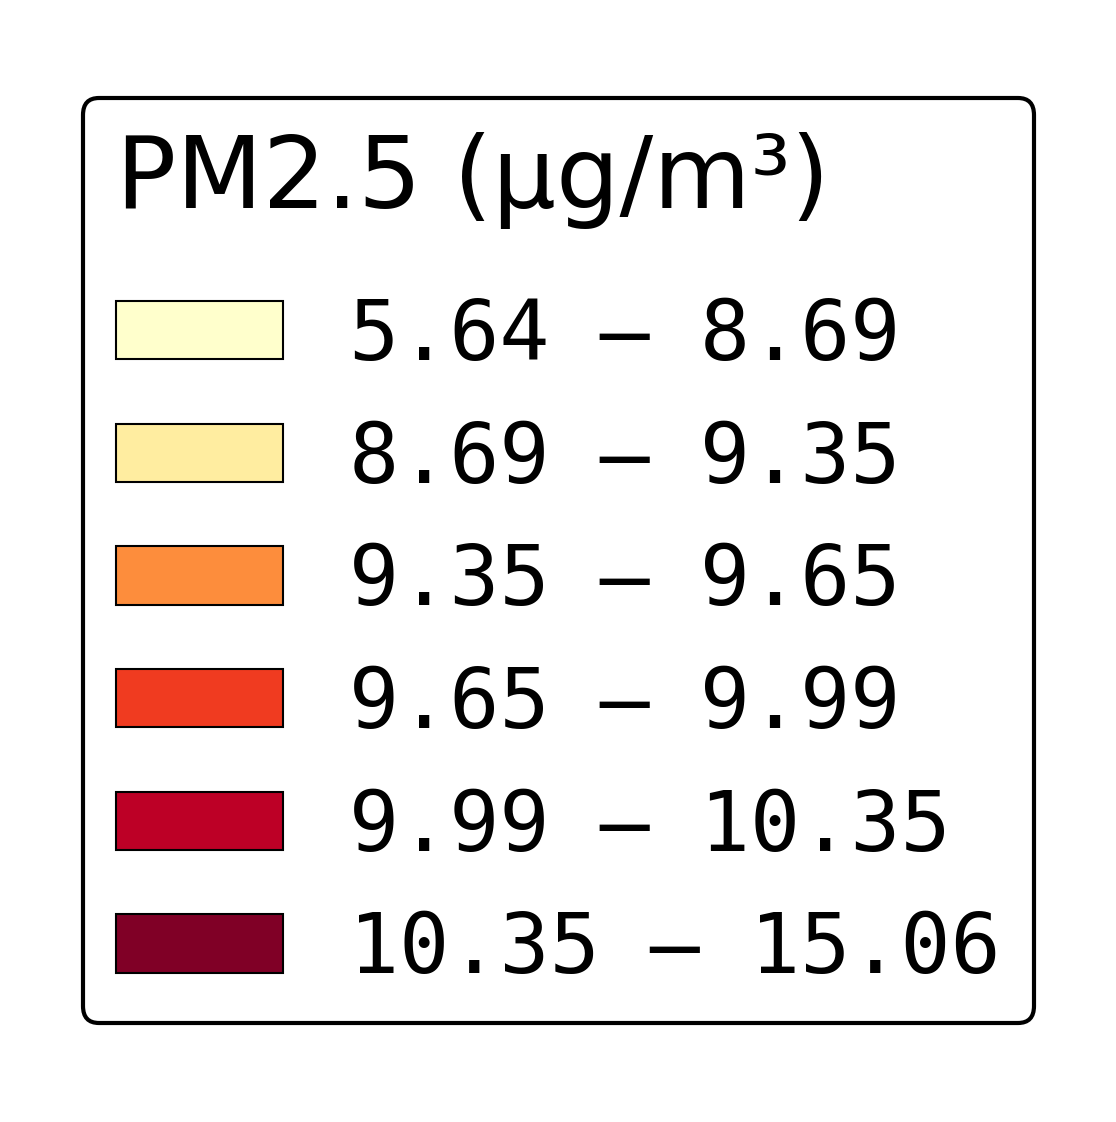 PM2.5 (µg/m³)
5.64 – 8.69
8.69 – 9.35
9.35 – 9.65
9.65 – 9.99
9.99 – 10.35
10.35 – 15.06